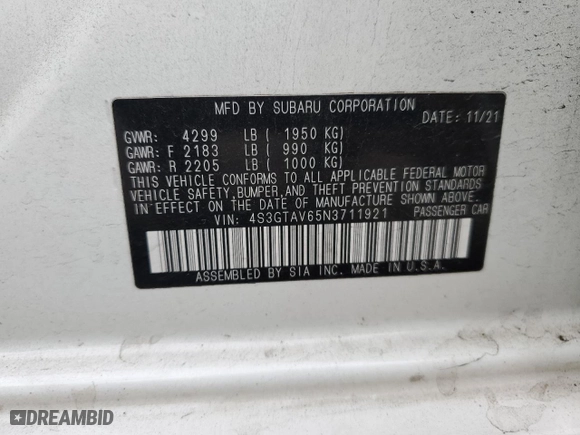 MFD BY SUBARU CORPORATION
DATE: 11/21
GVWR: 4299 LB ( 1950 KG)
GAWR: F 2183 LB ( 990 KG)
GAWR: R 2205 LB ( 1000 KG)
THIS VEHICLE CONFORMS TO ALL APPLICABLE FEDERAL MOTOR
VEHICLE SAFETY, BUMPER, AND THEFT PREVENTION STANDARDS
IN EFFECT ON THE DATE OF MANUFACTURE SHOWN ABOVE.
VIN: 4S3GTAV65N3711921 PASSENGER CAR
ASSEMBLED BY SIA INC. MADE IN U.S.A.
DREAMBID